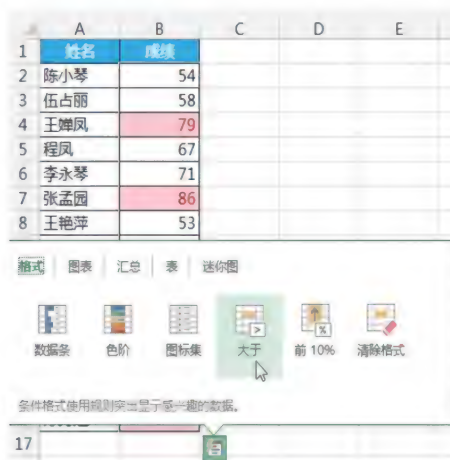 A B C D E
1 姓名 成绩
2 陈小琴 54
3 伍占丽 58
4 王婵凤 79
5 程凤 67
6 李永琴 71
7 张孟园 86
8 王艳萍 53
格式 图表 汇总 表 迷你图
数据条 色阶 图标集 大于 前 10% 清除格式
条件格式使用规则突出显示感兴趣的数据。
17